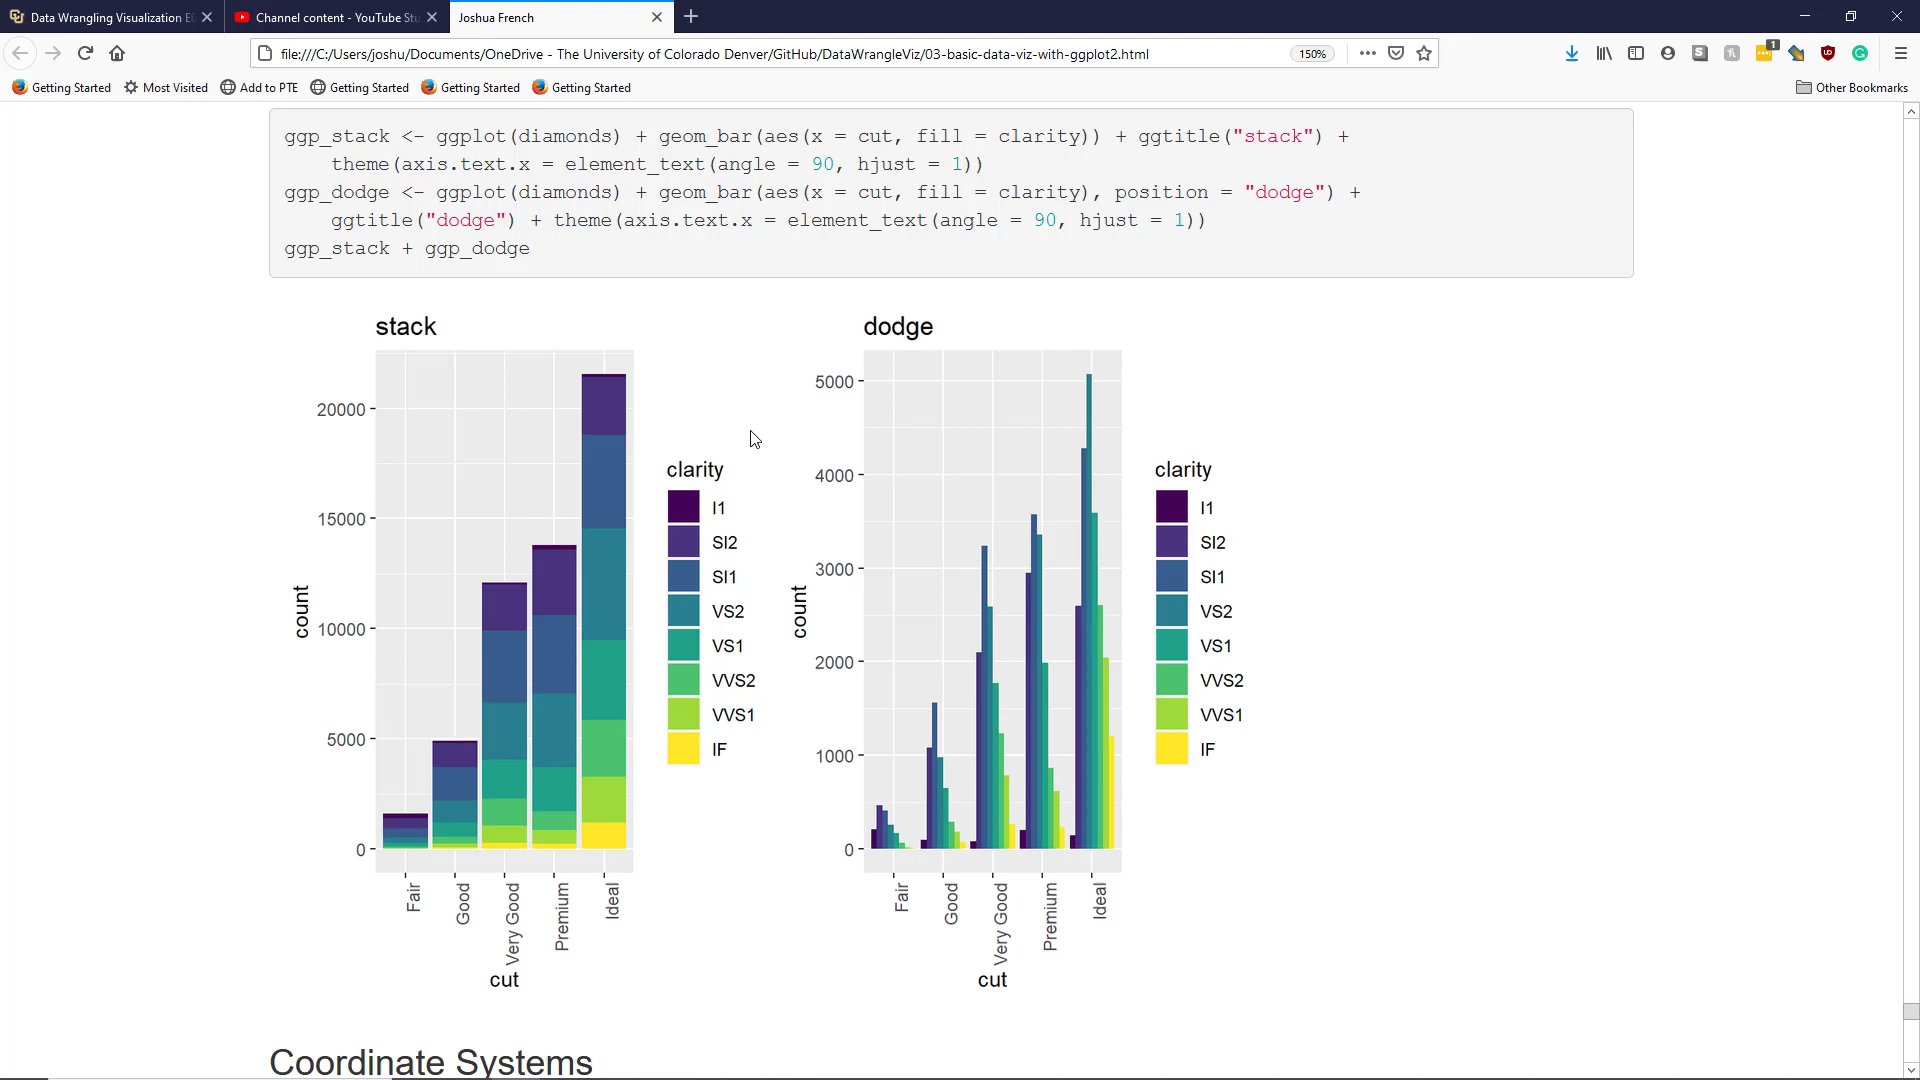 Data Wrangling Visualization E
Channel content - YouTube Stu
Joshua French
file:///C:/Users/joshu/Documents/OneDrive - The University of Colorado Denver/GitHub/DataWrangleViz/03-basic-data-viz-with-ggplot2.html
150%
1
Getting Started
Most Visited
Add to PTE
Getting Started
Getting Started
Getting Started
Other Bookmarks
ggp_stack <- ggplot(diamonds) + geom_bar(aes(x = cut, fill = clarity)) + ggtitle("stack") +
theme(axis.text.x = element_text(angle = 90, hjust = 1))
ggp_dodge <- ggplot(diamonds) + geom_bar(aes(x = cut, fill = clarity), position = "dodge") +
ggtitle("dodge") + theme(axis.text.x = element_text(angle = 90, hjust = 1))
ggp_stack + ggp_dodge
stack
20000
15000
10000
5000
0
count
Fair
Good
Very Good
Premium
Ideal
cut
clarity
I1
SI2
SI1
VS2
VS1
VVS2
VVS1
IF
dodge
5000
4000
3000
2000
1000
0
count
Fair
Good
Very Good
Premium
Ideal
cut
clarity
I1
SI2
SI1
VS2
VS1
VVS2
VVS1
IF
Coordinate Systems